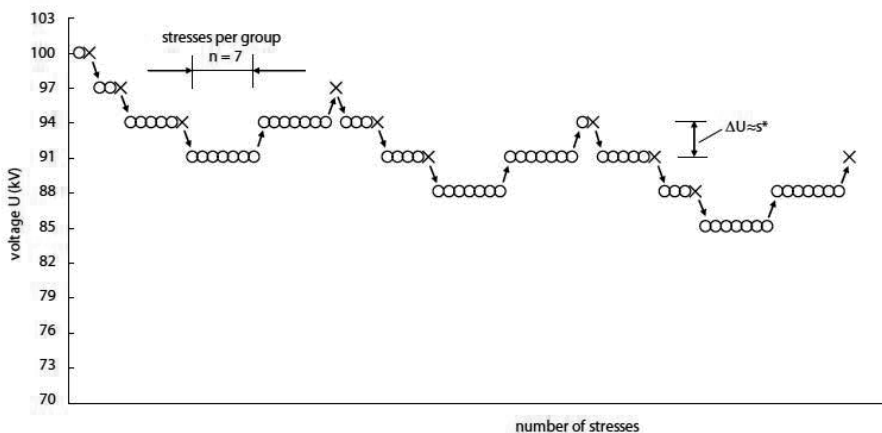 103
100
97
94
91
88
85
82
79
76
73
70
voltage U (kV)
stresses per group
n = 7
ΔU≈s*
number of stresses